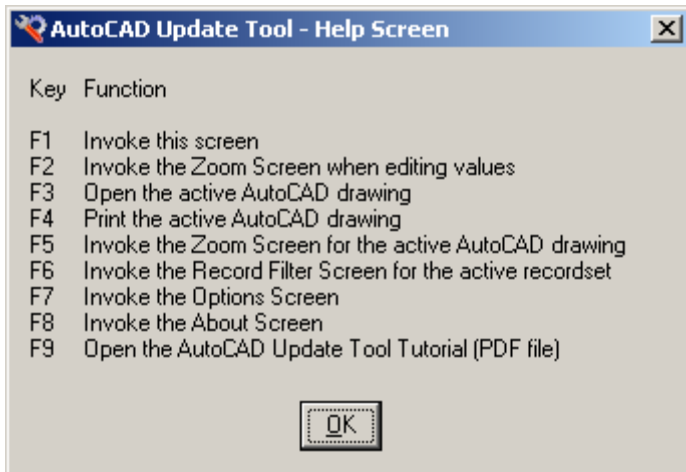 AutoCAD Update Tool - Help Screen
Key Function
F1 Invoke this screen
F2 Invoke the Zoom Screen when editing values
F3 Open the active AutoCAD drawing
F4 Print the active AutoCAD drawing
F5 Invoke the Zoom Screen for the active AutoCAD drawing
F6 Invoke the Record Filter Screen for the active recordset
F7 Invoke the Options Screen
F8 Invoke the About Screen
F9 Open the AutoCAD Update Tool Tutorial (PDF file)
OK